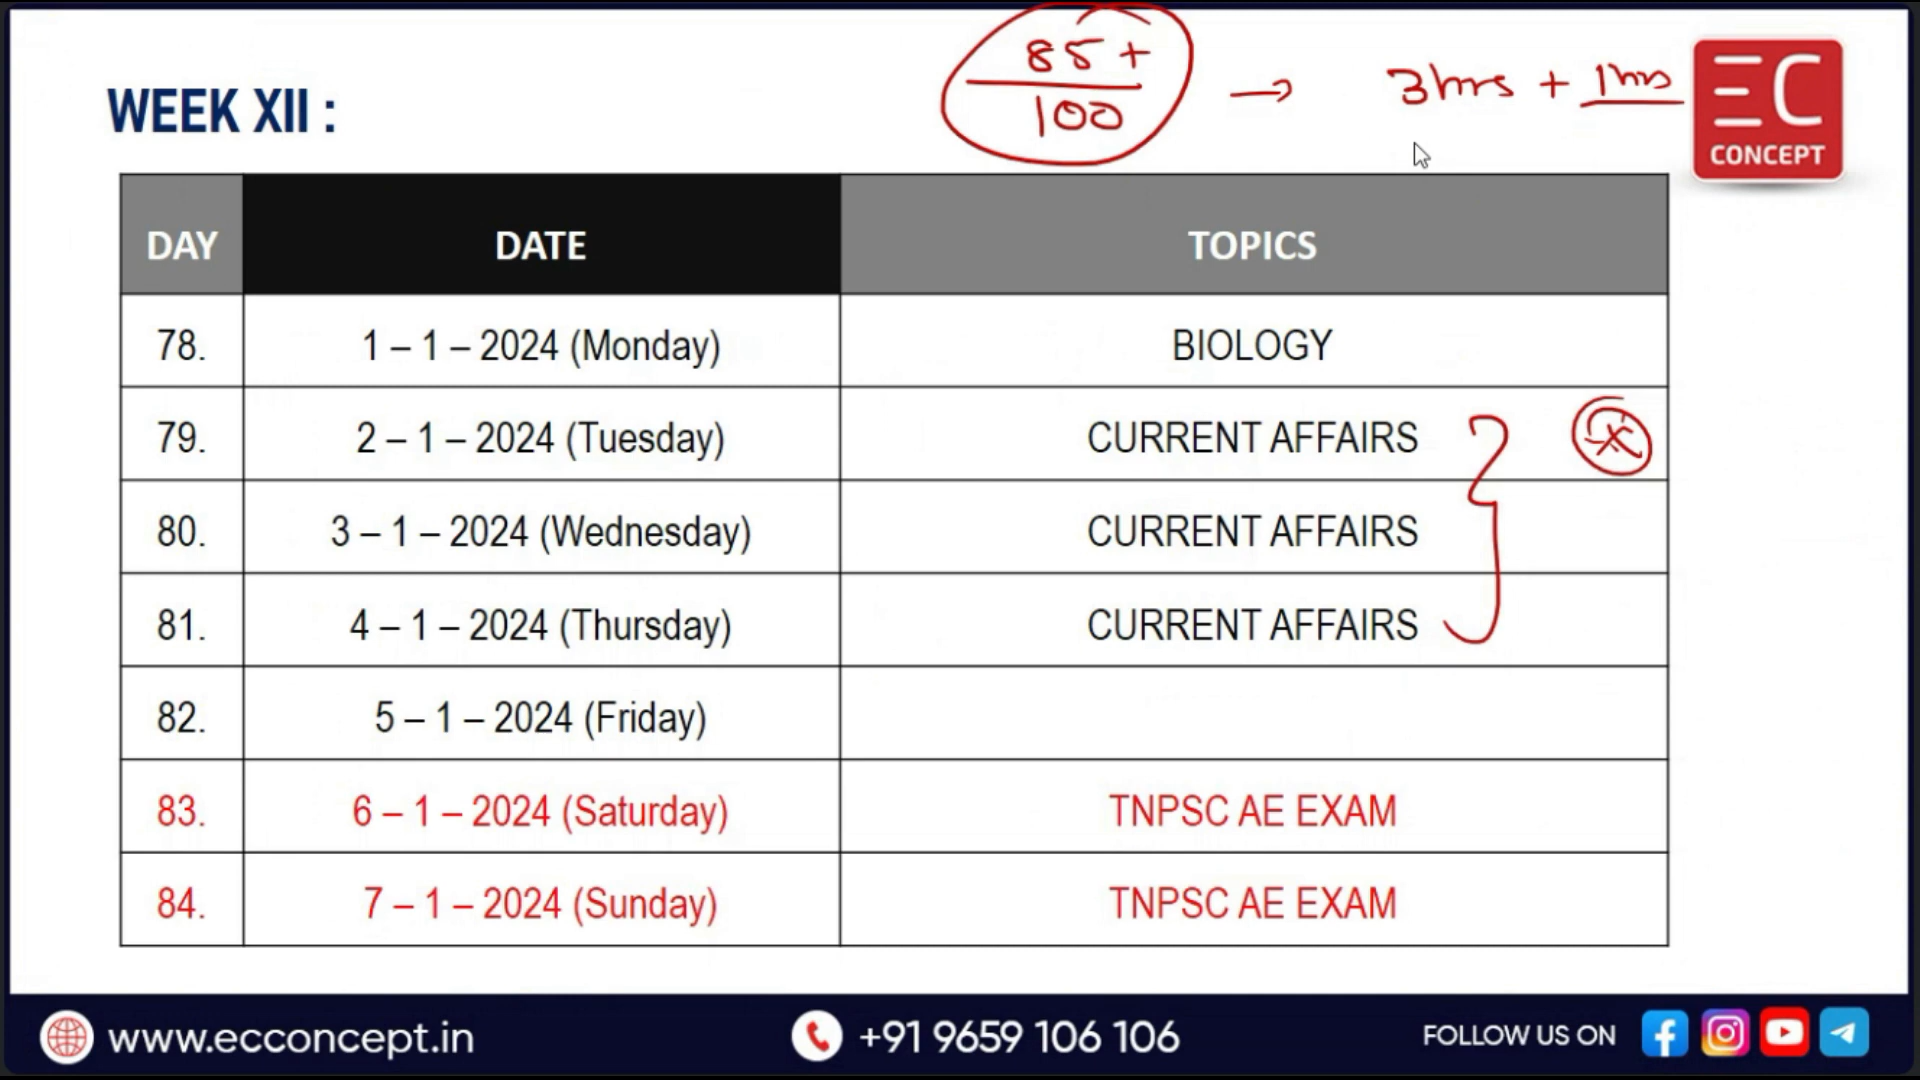 85+
100 → 3hrs + 1hrs
WEEK XII :
EC
CONCEPT
DAY DATE TOPICS
78. 1 – 1 – 2024 (Monday) BIOLOGY
79. 2 – 1 – 2024 (Tuesday) CURRENT AFFAIRS
80. 3 – 1 – 2024 (Wednesday) CURRENT AFFAIRS
81. 4 – 1 – 2024 (Thursday) CURRENT AFFAIRS
82. 5 – 1 – 2024 (Friday)
83. 6 – 1 – 2024 (Saturday) TNPSC AE EXAM
84. 7 – 1 – 2024 (Sunday) TNPSC AE EXAM
www.ecconcept.in +91 9659 106 106 FOLLOW US ON